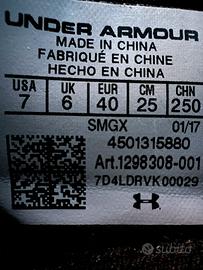 UNDER ARMOUR
MADE IN CHINA
FABRIQUÉ EN CHINE
HECHO EN CHINA
USA UK EUR CM CHN
7 6 40 25 250
SMGX 01/17
4501315880
Art.1298308-001
7D4LDRVK00029
subito